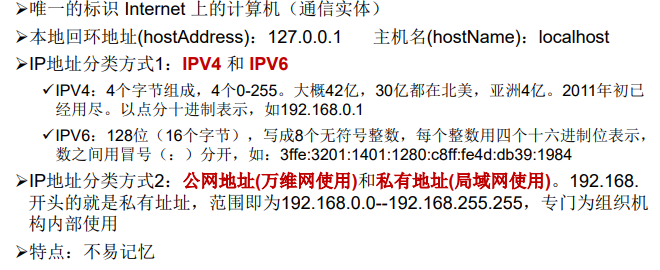 ➢唯一的标识 Internet 上的计算机（通信实体）
➢本地回环地址(hostAddress)：127.0.0.1 主机名(hostName)：localhost
➢IP地址分类方式1：IPV4 和 IPV6
✓IPV4：4个字节组成，4个0-255。大概42亿，30亿都在北美，亚洲4亿。2011年初已
经用尽。以点分十进制表示，如192.168.0.1
✓IPV6：128位（16个字节），写成8个无符号整数，每个整数用四个十六进制位表示，
数之间用冒号（：）分开，如：3ffe:3201:1401:1280:c8ff:fe4d:db39:1984
➢IP地址分类方式2：公网地址(万维网使用)和私有地址(局域网使用)。192.168.
开头的就是私有址址，范围即为192.168.0.0--192.168.255.255，专门为组织机
构内部使用
➢特点：不易记忆